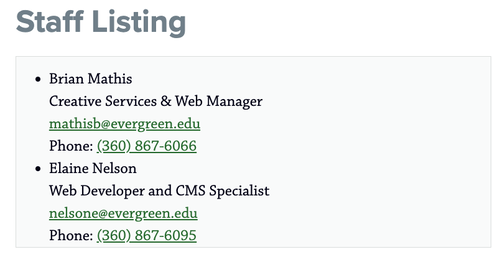 Staff Listing
Brian Mathis
Creative Services & Web Manager
mathisb@evergreen.edu
Phone: (360) 867-6066
Elaine Nelson
Web Developer and CMS Specialist
nelsone@evergreen.edu
Phone: (360) 867-6095